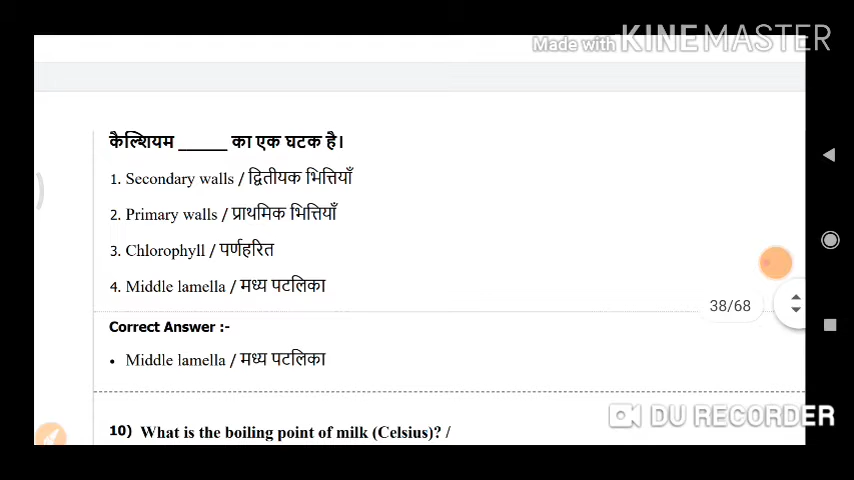 Made with KINEMASTER
कैल्शियम _____ का एक घटक है।
1. Secondary walls / द्वितीयक भित्तियाँ
2. Primary walls / प्राथमिक भित्तियाँ
3. Chlorophyll / पर्णहरित
4. Middle lamella / मध्य पटलिका
38/68
Correct Answer :-
• Middle lamella / मध्य पटलिका
DU RECORDER
10) What is the boiling point of milk (Celsius)? /